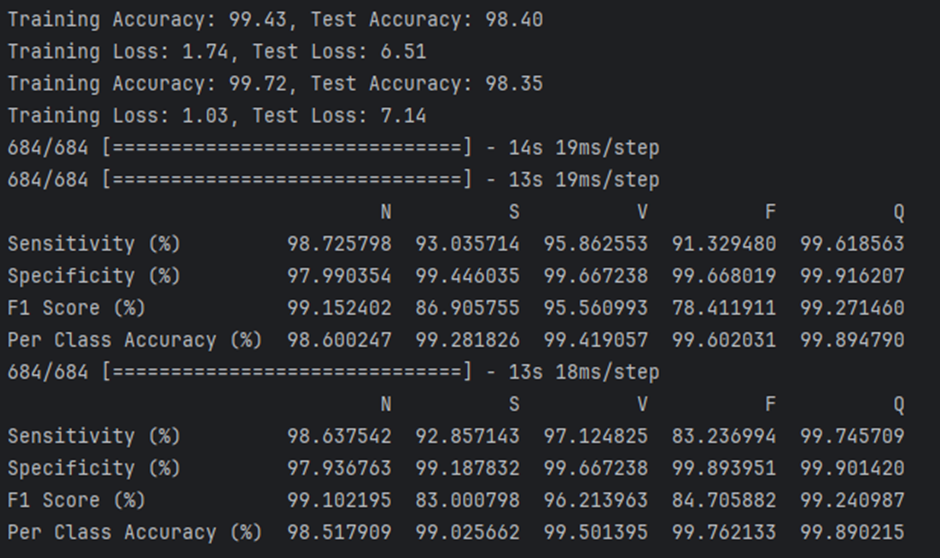 Training Accuracy: 99.43, Test Accuracy: 98.40
Training Loss: 1.74, Test Loss: 6.51
Training Accuracy: 99.72, Test Accuracy: 98.35
Training Loss: 1.03, Test Loss: 7.14
684/684 [==============================] - 14s 19ms/step
684/684 [==============================] - 13s 19ms/step
N S V F Q
Sensitivity (%) 98.725798 93.035714 95.862553 91.329480 99.618563
Specificity (%) 97.990354 99.446035 99.667238 99.668019 99.916207
F1 Score (%) 99.152402 86.905755 95.560993 78.411911 99.271460
Per Class Accuracy (%) 98.600247 99.281826 99.419057 99.602031 99.894790
684/684 [==============================] - 13s 18ms/step
N S V F Q
Sensitivity (%) 98.637542 92.857143 97.124825 83.236994 99.745709
Specificity (%) 97.936763 99.187832 99.667238 99.893951 99.901420
F1 Score (%) 99.102195 83.000798 96.213963 84.705882 99.240987
Per Class Accuracy (%) 98.517909 99.025662 99.501395 99.762133 99.890215